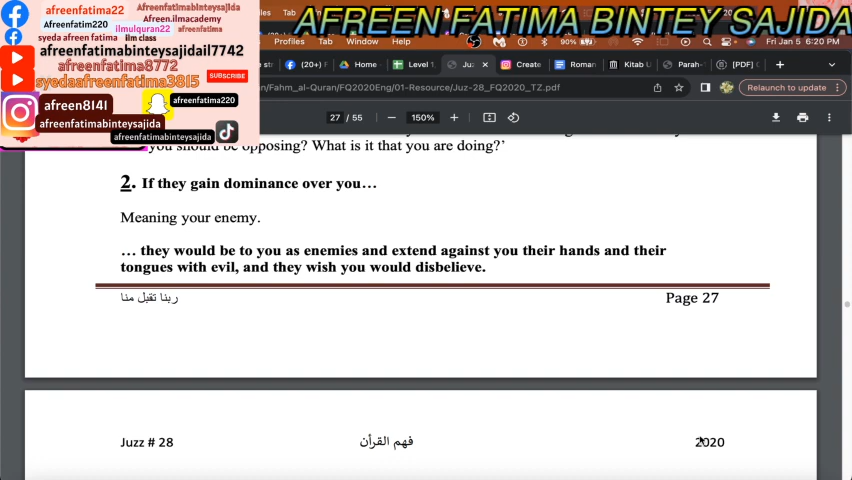 afreenfatima22
Afreenfatimabinteysajida
AFREEN FATIMA BINTEY SAJIDA
Afreenfatim220
Afreen.ilmacademy
ilmulquran22
afreenfatima
syeda afreen fatima
ilm class
afreenfatimabinteysajidail7742
afreenfatima8772
syedaafreenfatima3815
SUBSCRIBE
afreen8141
afreenfatima220
afreenfatimabinteysajida
afreenfatimabinteysajida
Profiles Tab Window Help 90% Fri Jan 5 6:20 PM
(20+) F Home - Level 1. Juz- Create Roman Kitab U Parah- [PDF] (
an/Fahm_al-Quran/FQ2020Eng/01-Resource/Juz-28_FQ2020_TZ.pdf Relaunch to update
27 / 55 — 150% +
you should be opposing? What is it that you are doing?'
2. If they gain dominance over you…
Meaning your enemy.
… they would be to you as enemies and extend against you their hands and their
tongues with evil, and they wish you would disbelieve.
ربنا تقبل منا Page 27
Juzz # 28 فهم القرآن 2020